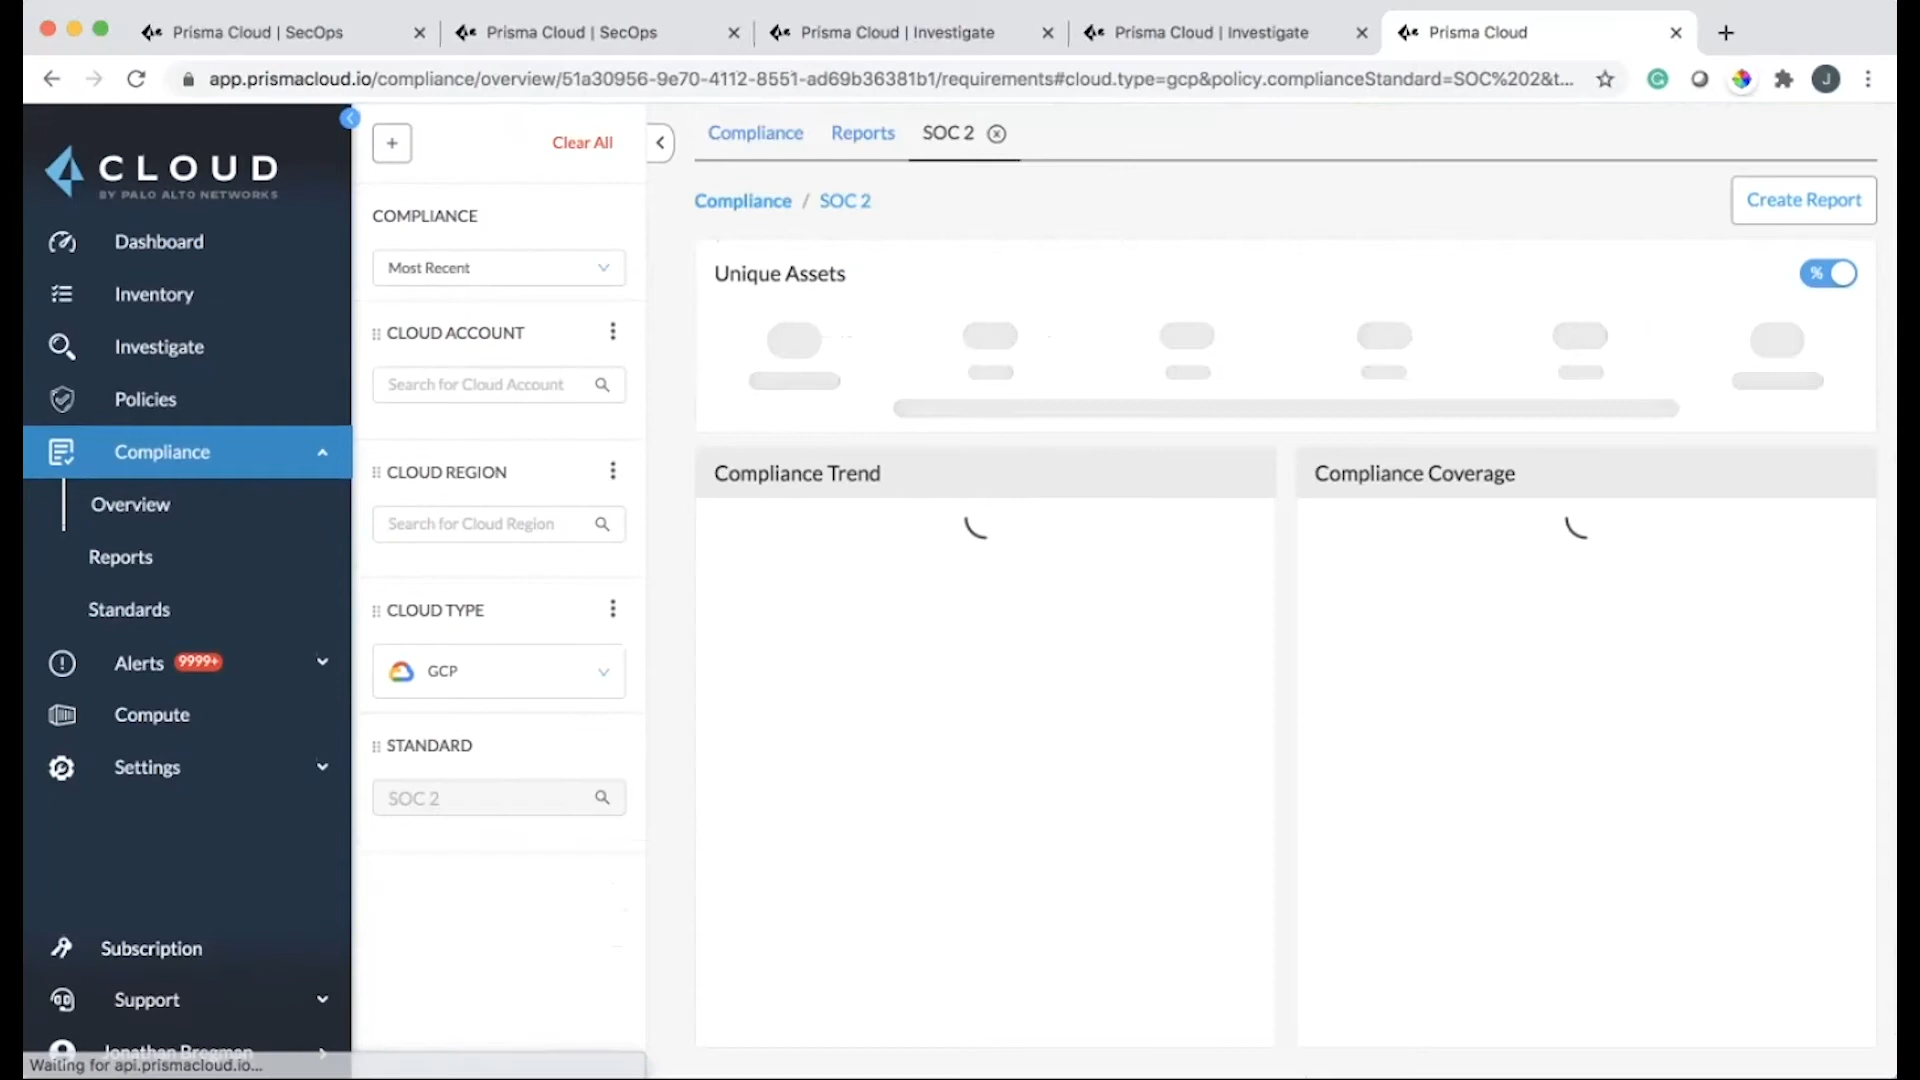 Prisma Cloud | SecOps
Prisma Cloud | SecOps
Prisma Cloud | Investigate
Prisma Cloud | Investigate
Prisma Cloud
app.prismacloud.io/compliance/overview/51a30956-9e70-4112-8551-ad69b36381b1/requirements#cloud.type=gcp&policy.complianceStandard=SOC%202&t...
J
CLOUD
BY PALO ALTO NETWORKS
Dashboard
Inventory
Investigate
Policies
Compliance
Overview
Reports
Standards
Alerts 9999+
Compute
Settings
Subscription
Support
Jonathan Bregman
Waiting for api.prismacloud.io...
+
Clear All
COMPLIANCE
Most Recent
CLOUD ACCOUNT
Search for Cloud Account
CLOUD REGION
Search for Cloud Region
CLOUD TYPE
GCP
STANDARD
SOC 2
Compliance
Reports
SOC 2
Compliance / SOC 2
Create Report
Unique Assets
%
Compliance Trend
Compliance Coverage